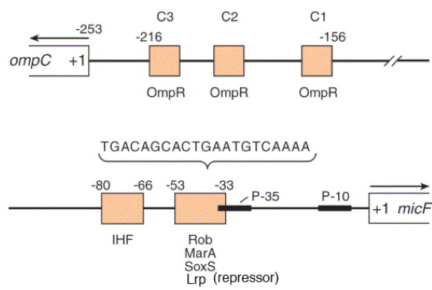 C3 C2 C1
-253 -216 -156
ompC +1
OmpR OmpR OmpR
TGACAGCACTGAATGTCAAAA
-80 -66 -53 -33 P-35 P-10
+1 micF
IHF Rob
MarA
SoxS
Lrp (repressor)